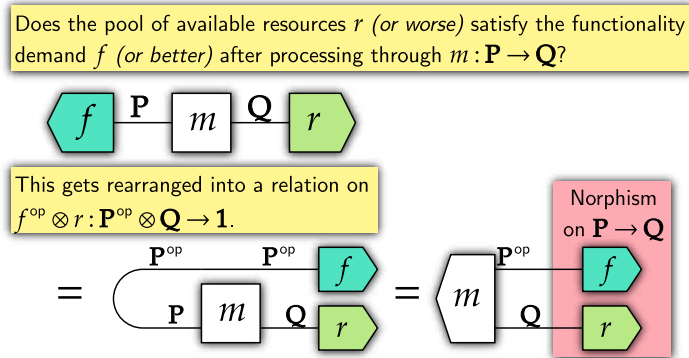 Does the pool of available resources r (or worse) satisfy the functionality
demand f (or better) after processing through m : P → Q?
f P m Q r
This gets rearranged into a relation on
f^op ⊗ r : P^op ⊗ Q → 1.
Norphism
on P → Q
P^op P^op f P^op f
= =
P m Q r m Q r